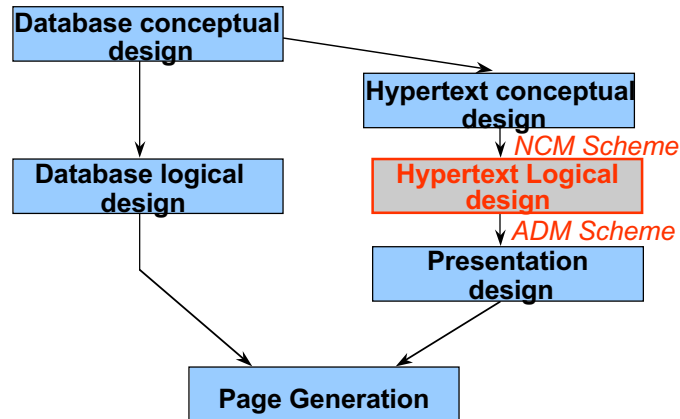 Database conceptual
design
Hypertext conceptual
design
NCM Scheme
Database logical
design
Hypertext Logical
design
ADM Scheme
Presentation
design
Page Generation